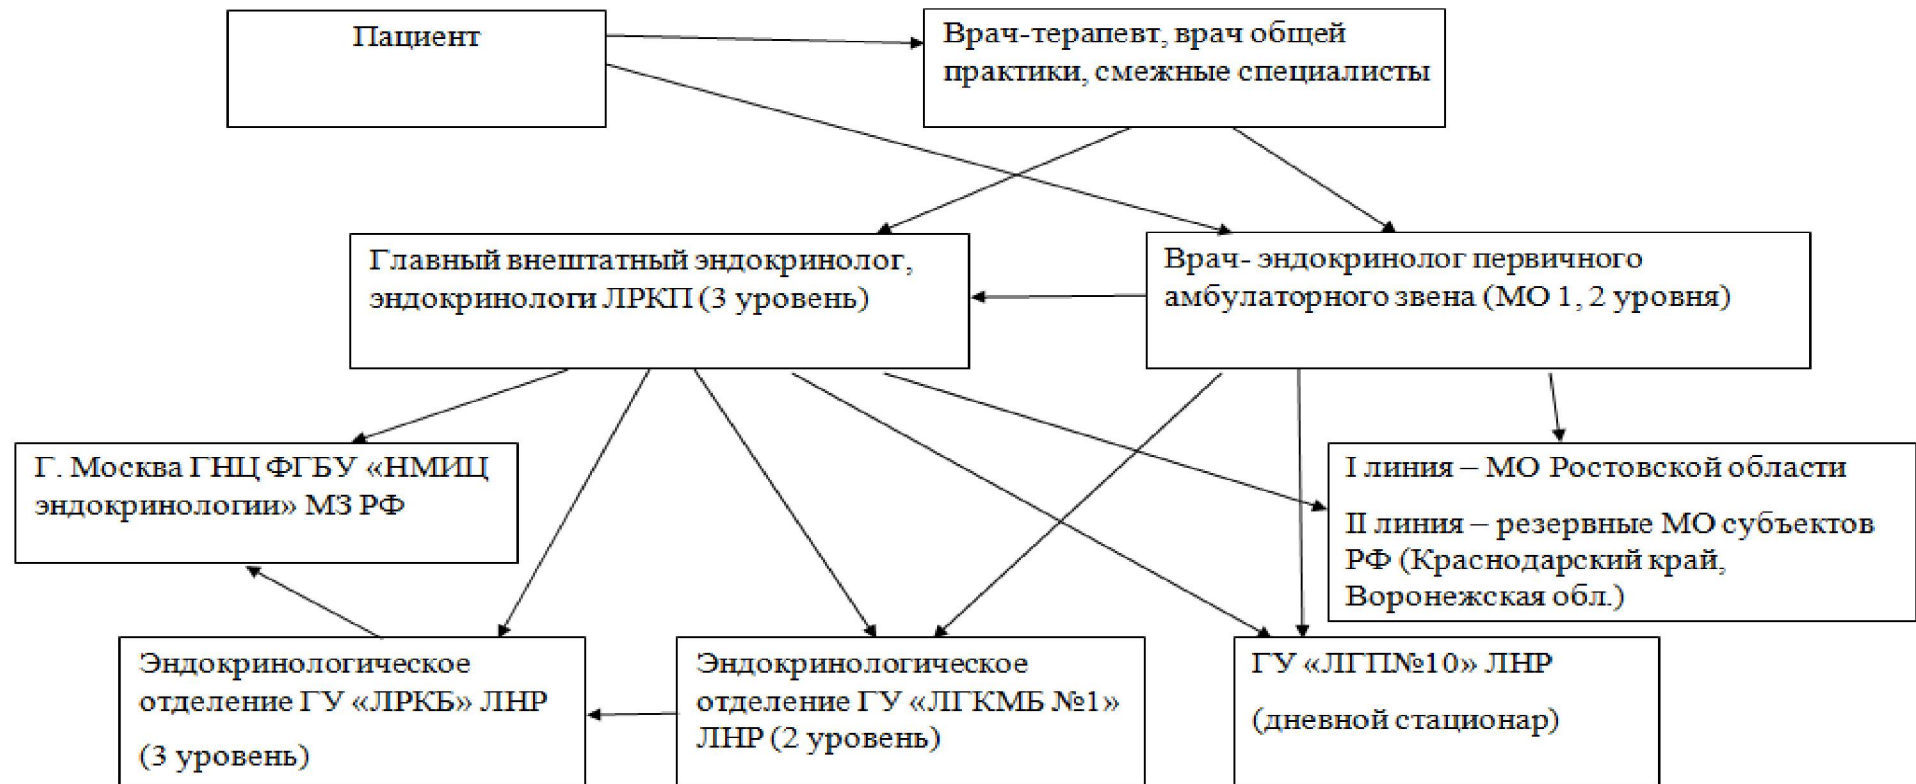 Пациент
Врач-терапевт, врач общей
практики, смежные специалисты
Главный внештатный эндокринолог,
эндокринологи ЛРКП (3 уровень)
Врач- эндокринолог первичного
амбулаторного звена (МО 1, 2 уровня)
Г. Москва ГНЦ ФГБУ «НМИЦ
эндокринологии» МЗ РФ
I линия – МО Ростовской области
II линия – резервные МО субъектов
РФ (Краснодарский край,
Воронежская обл.)
Эндокринологическое
отделение ГУ «ЛРКБ» ЛНР
(3 уровень)
Эндокринологическое
отделение ГУ «ЛГКМБ №1»
ЛНР (2 уровень)
ГУ «ЛГП№10» ЛНР
(дневной стационар)